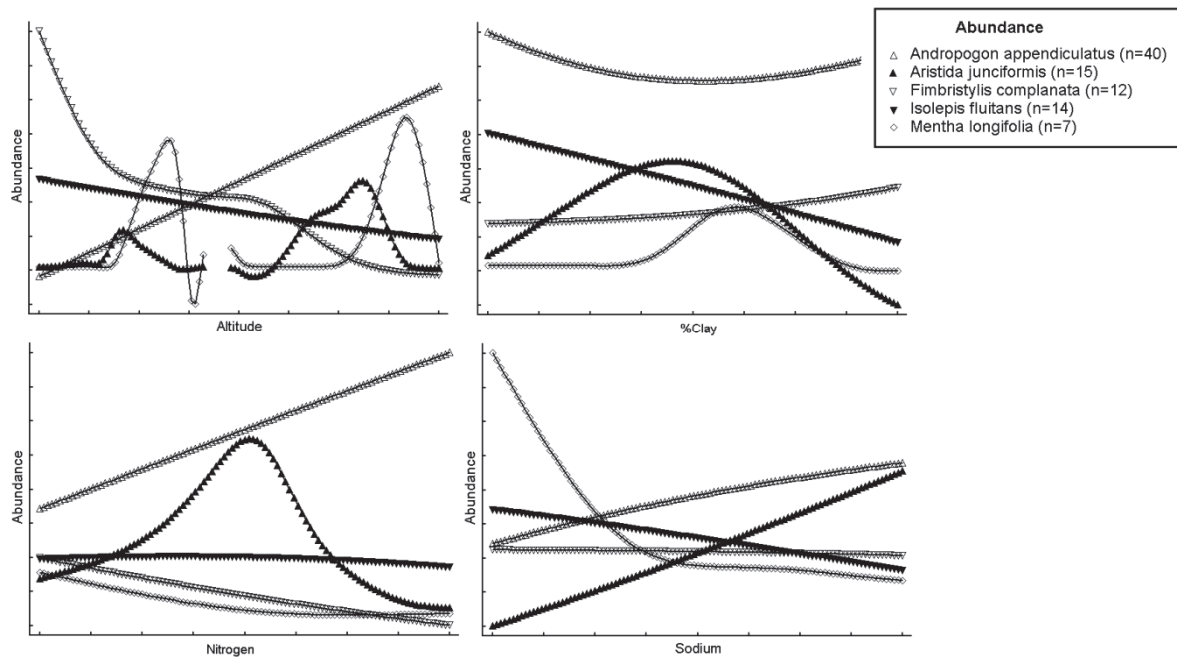 Abundance
Andropogon appendiculatus (n=40)
Aristida junciformis (n=15)
Fimbristylis complanata (n=12)
Isolepis fluitans (n=14)
Mentha longifolia (n=7)
Abundance
Altitude
Abundance
%Clay
Abundance
Nitrogen
Abundance
Sodium